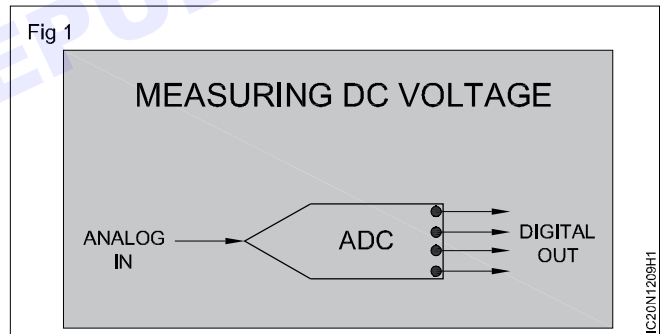 Fig 1
MEASURING DC VOLTAGE
ANALOG
IN
ADC
DIGITAL
OUT
IC20N1209H1